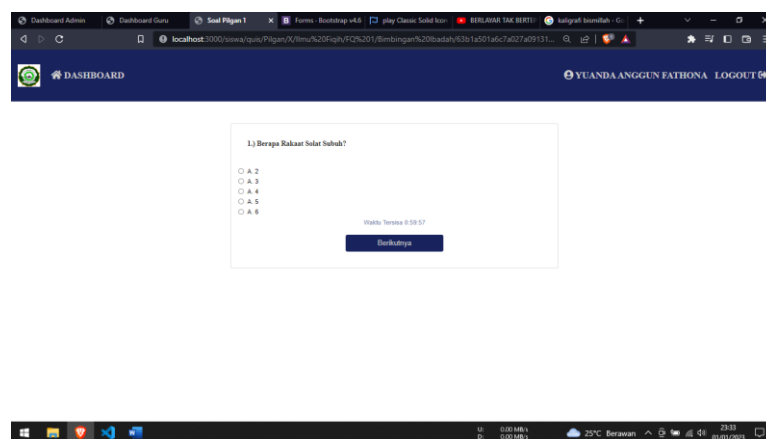 Dashboard Admin
Dashboard Guru
Soal Pilgan 1
Forms · Bootstrap v4.6
play Classic Solid Icon
BERLAYAR TAK BERTE
kaligrafi bismillah - Go
localhost:3000/siswa/quis/Pilgan/X/Ilmu%20Fiqih/FQ%201/Bimbingan%20Ibadah/63b1a501a6c7a027a09131...
DASHBOARD
YUANDA ANGGUN FATHONA
LOGOUT
1.) Berapa Rakaat Solat Subuh?
A. 2
A. 3
A. 4
A. 5
A. 6
Waktu Tersisa 0:59:57
Berikutnya
U: 0.00 MB/s
D: 0.00 MB/s
25°C Berawan
23:33
01/01/2023